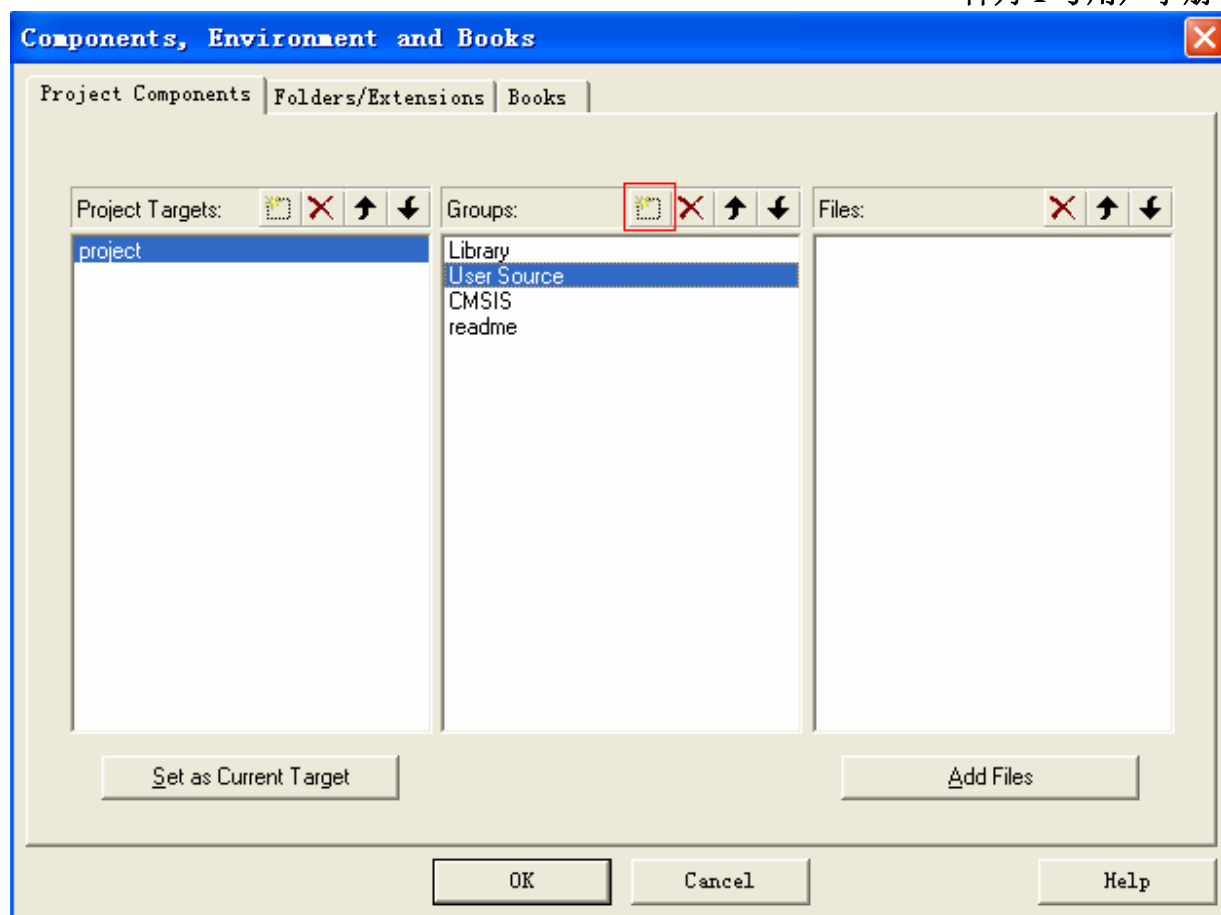 Components, Environment and Books
Project Components
Folders/Extensions
Books
Project Targets:
Groups:
Files:
project
Library
User Source
CMSIS
readme
Set as Current Target
Add Files
OK
Cancel
Help